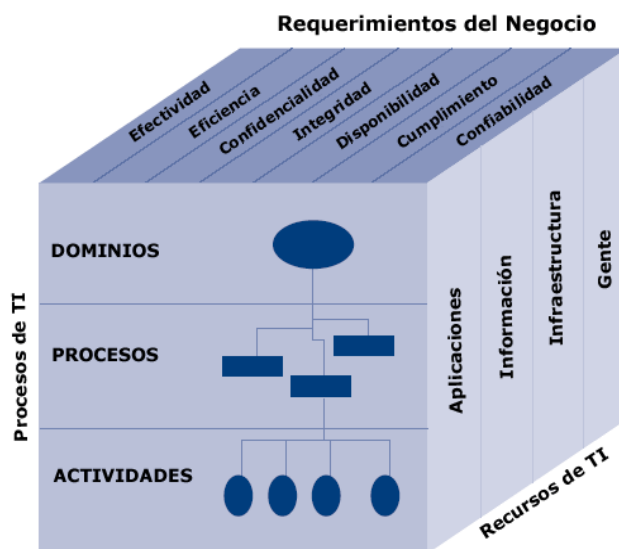 Requerimientos del Negocio
Efectividad
Eficiencia
Confidencialidad
Integridad
Disponibilidad
Cumplimiento
Confiabilidad
Procesos de TI
DOMINIOS
PROCESOS
ACTIVIDADES
Aplicaciones
Información
Infraestructura
Gente
Recursos de TI